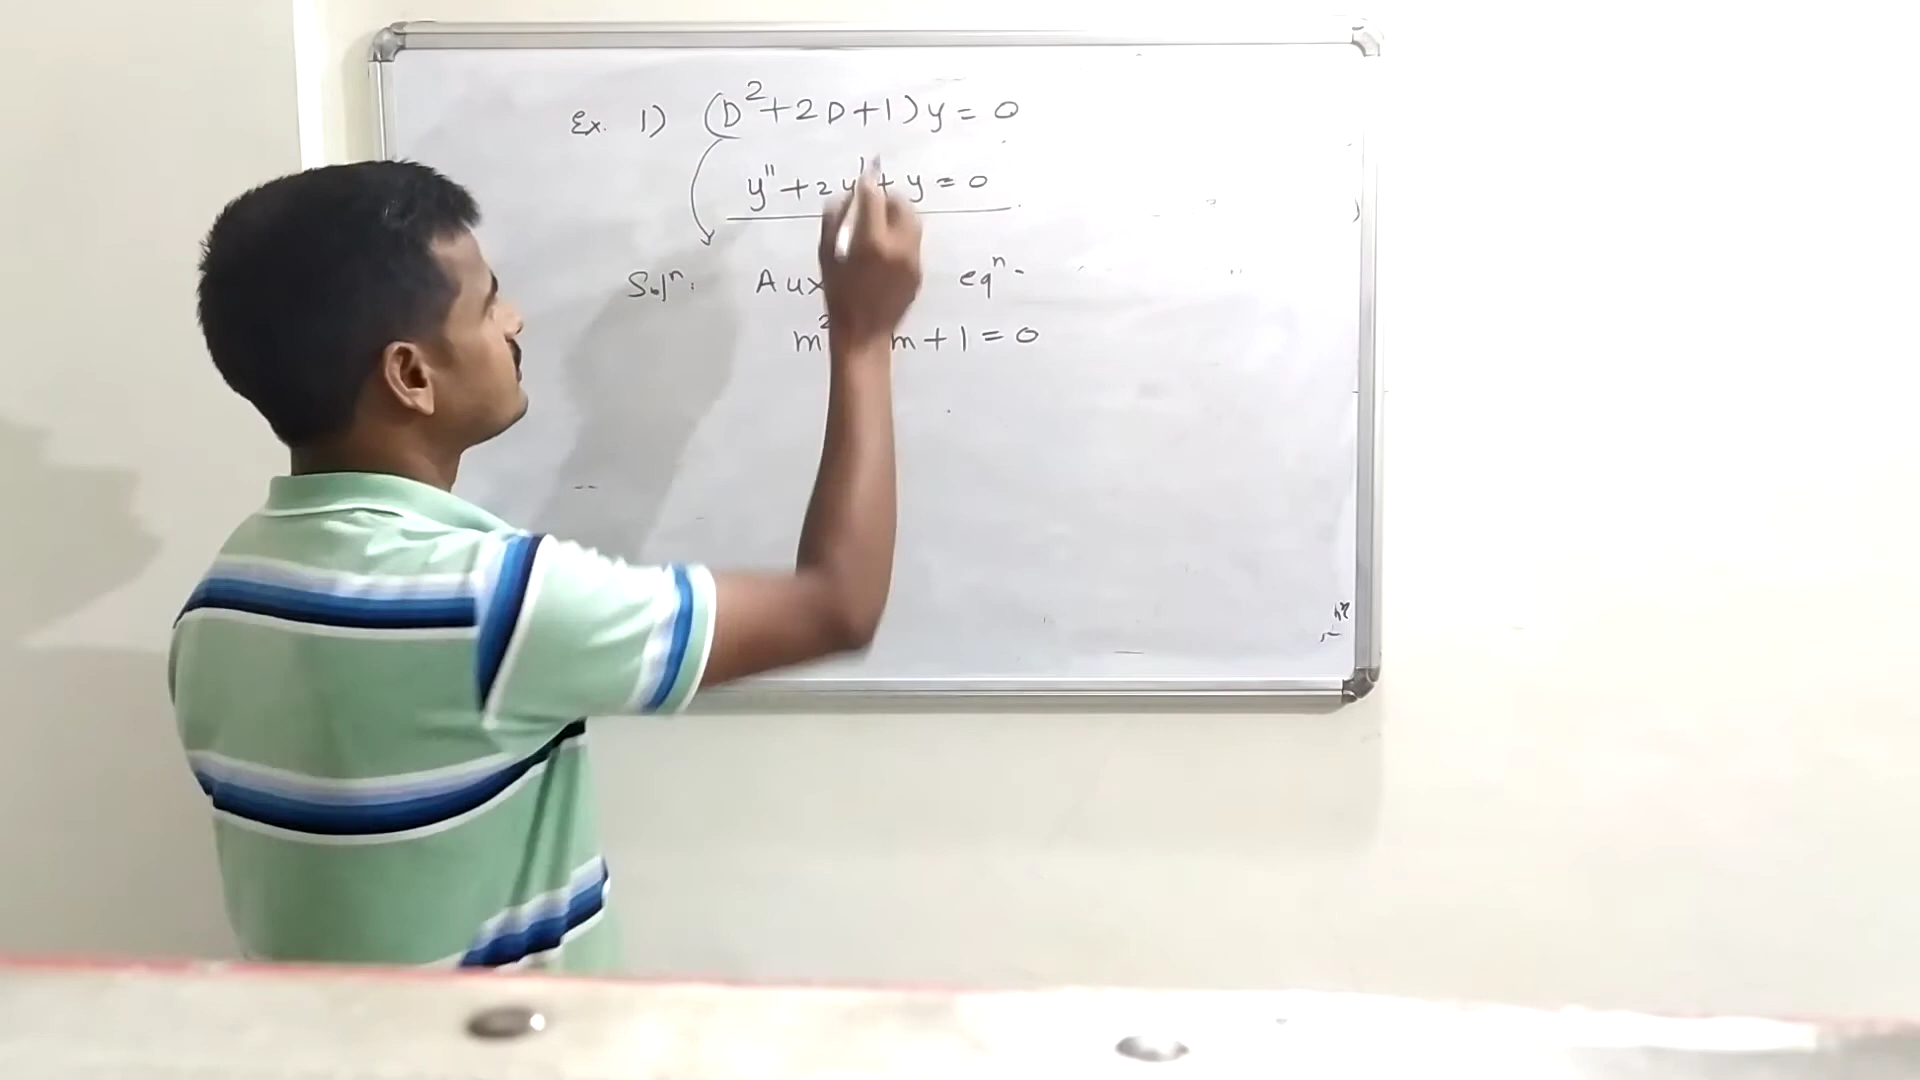 Ex. 1) (D²+2D+1)y = 0
y"+2y'+y = 0
Solⁿ: Aux eqⁿ-
m² m+1=0